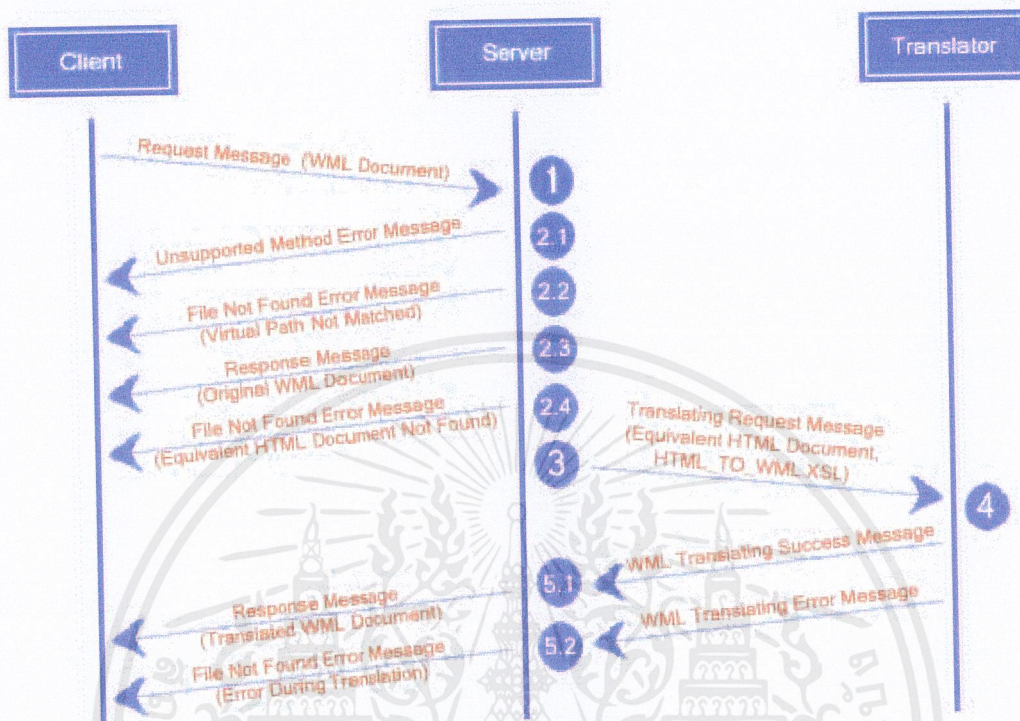 Client
Server
Translator
Request Message (WML Document)
1
Unsupported Method Error Message
2.1
File Not Found Error Message
(Virtual Path Not Matched)
2.2
Response Message
(Original WML Document)
2.3
File Not Found Error Message
(Equivalent HTML Document Not Found)
2.4
Translating Request Message
(Equivalent HTML Document,
HTML_TO_WML.XSL)
3
4
WML Translating Success Message
5.1
Response Message
(Translated WML Document)
WML Translating Error Message
5.2
File Not Found Error Message
(Error During Translation)